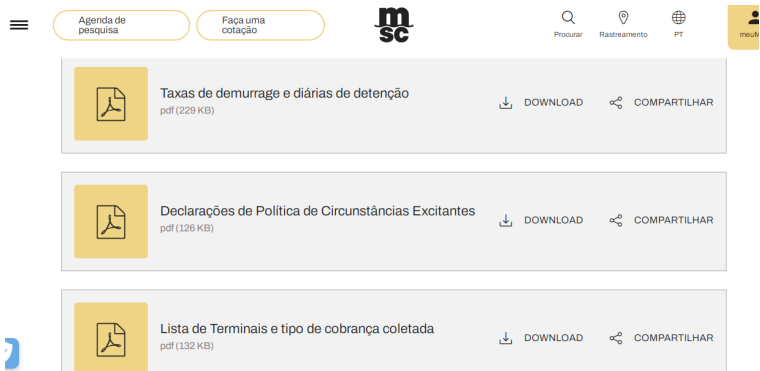 Agenda de
pesquisa
Faça uma
cotação
msc
Procurar
Rastreamento
PT
Taxas de demurrage e diárias de detenção
pdf (229 KB)
DOWNLOAD
COMPARTILHAR
Declarações de Política de Circunstâncias Excitantes
pdf (126 KB)
DOWNLOAD
COMPARTILHAR
Lista de Terminais e tipo de cobrança coletada
pdf (132 KB)
DOWNLOAD
COMPARTILHAR